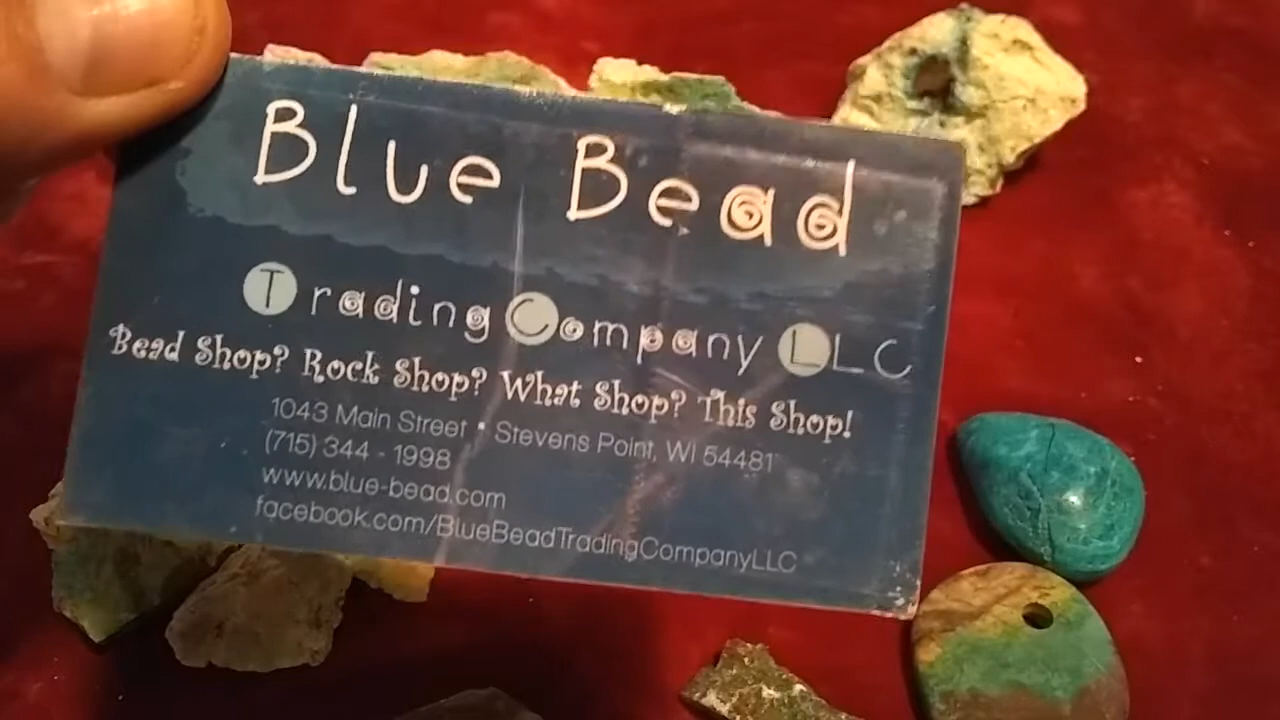 Blue Bead
Trading Company LLC
Bead Shop? Rock Shop? What Shop? This Shop!
1043 Main Street • Stevens Point, WI 54481
(715) 344 - 1998
www.blue-bead.com
facebook.com/BlueBeadTradingCompanyLLC